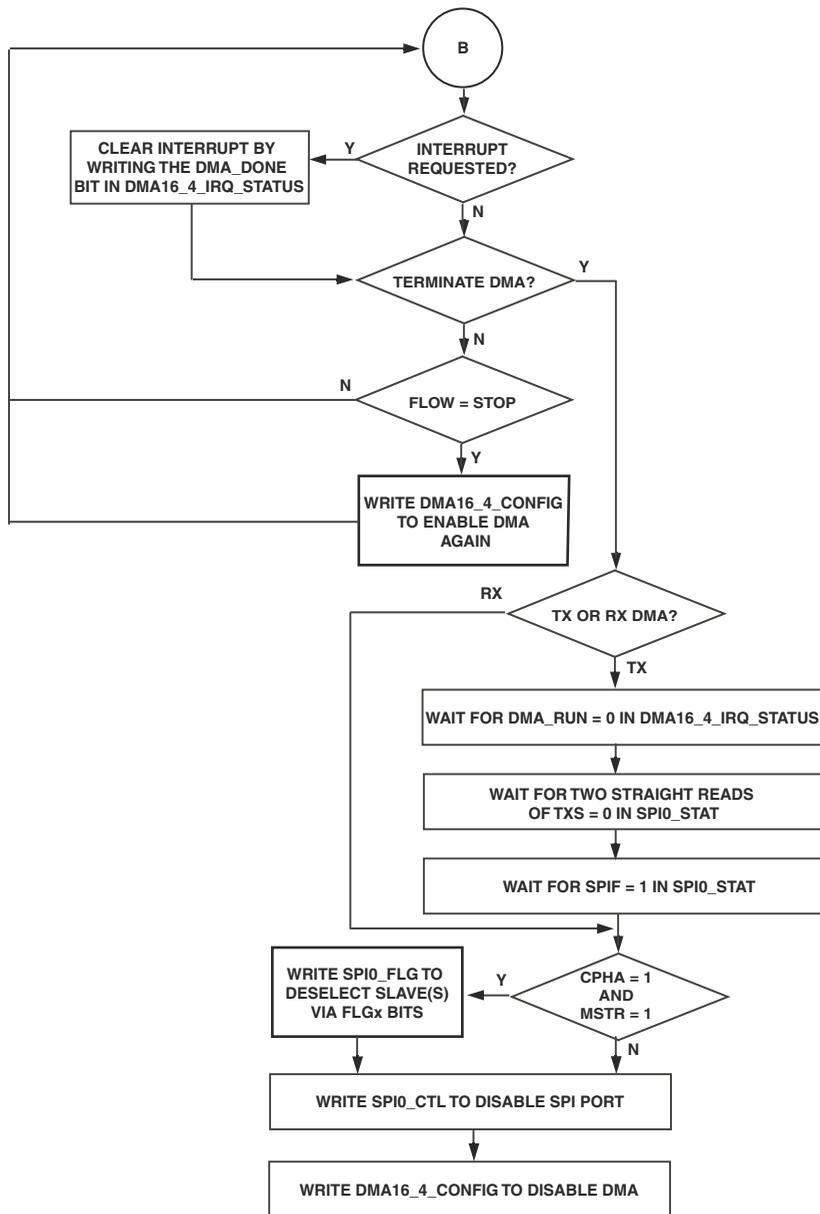 B
INTERRUPT
REQUESTED?
Y
CLEAR INTERRUPT BY
WRITING THE DMA_DONE
BIT IN DMA16_4_IRQ_STATUS
N
TERMINATE DMA?
Y
N
FLOW = STOP
N
Y
WRITE DMA16_4_CONFIG
TO ENABLE DMA
AGAIN
RX
TX OR RX DMA?
TX
WAIT FOR DMA_RUN = 0 IN DMA16_4_IRQ_STATUS
WAIT FOR TWO STRAIGHT READS
OF TXS = 0 IN SPI0_STAT
WAIT FOR SPIF = 1 IN SPI0_STAT
CPHA = 1
AND
MSTR = 1
Y
WRITE SPI0_FLG TO
DESELECT SLAVE(S)
VIA FLGx BITS
N
WRITE SPI0_CTL TO DISABLE SPI PORT
WRITE DMA16_4_CONFIG TO DISABLE DMA